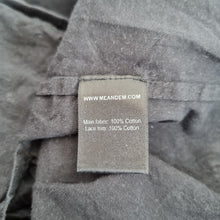 WWW.MEANDEM.COM
Main fabric: 100% Cotton
Lace trim: 100% Cotton